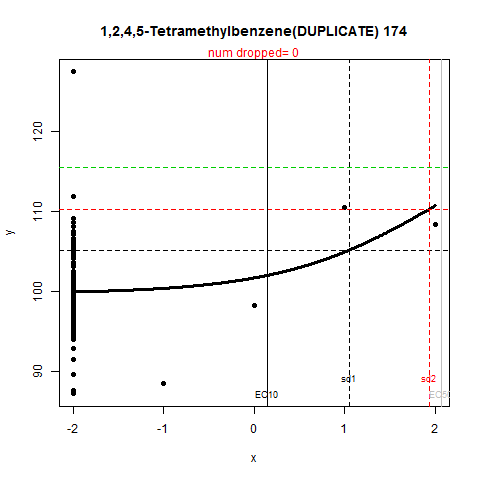 1,2,4,5-Tetramethylbenzene(DUPLICATE) 174
num dropped= 0
120
110
100
90
y
sd1
sd2
EC10
EC50
-2
-1
0
1
2
x